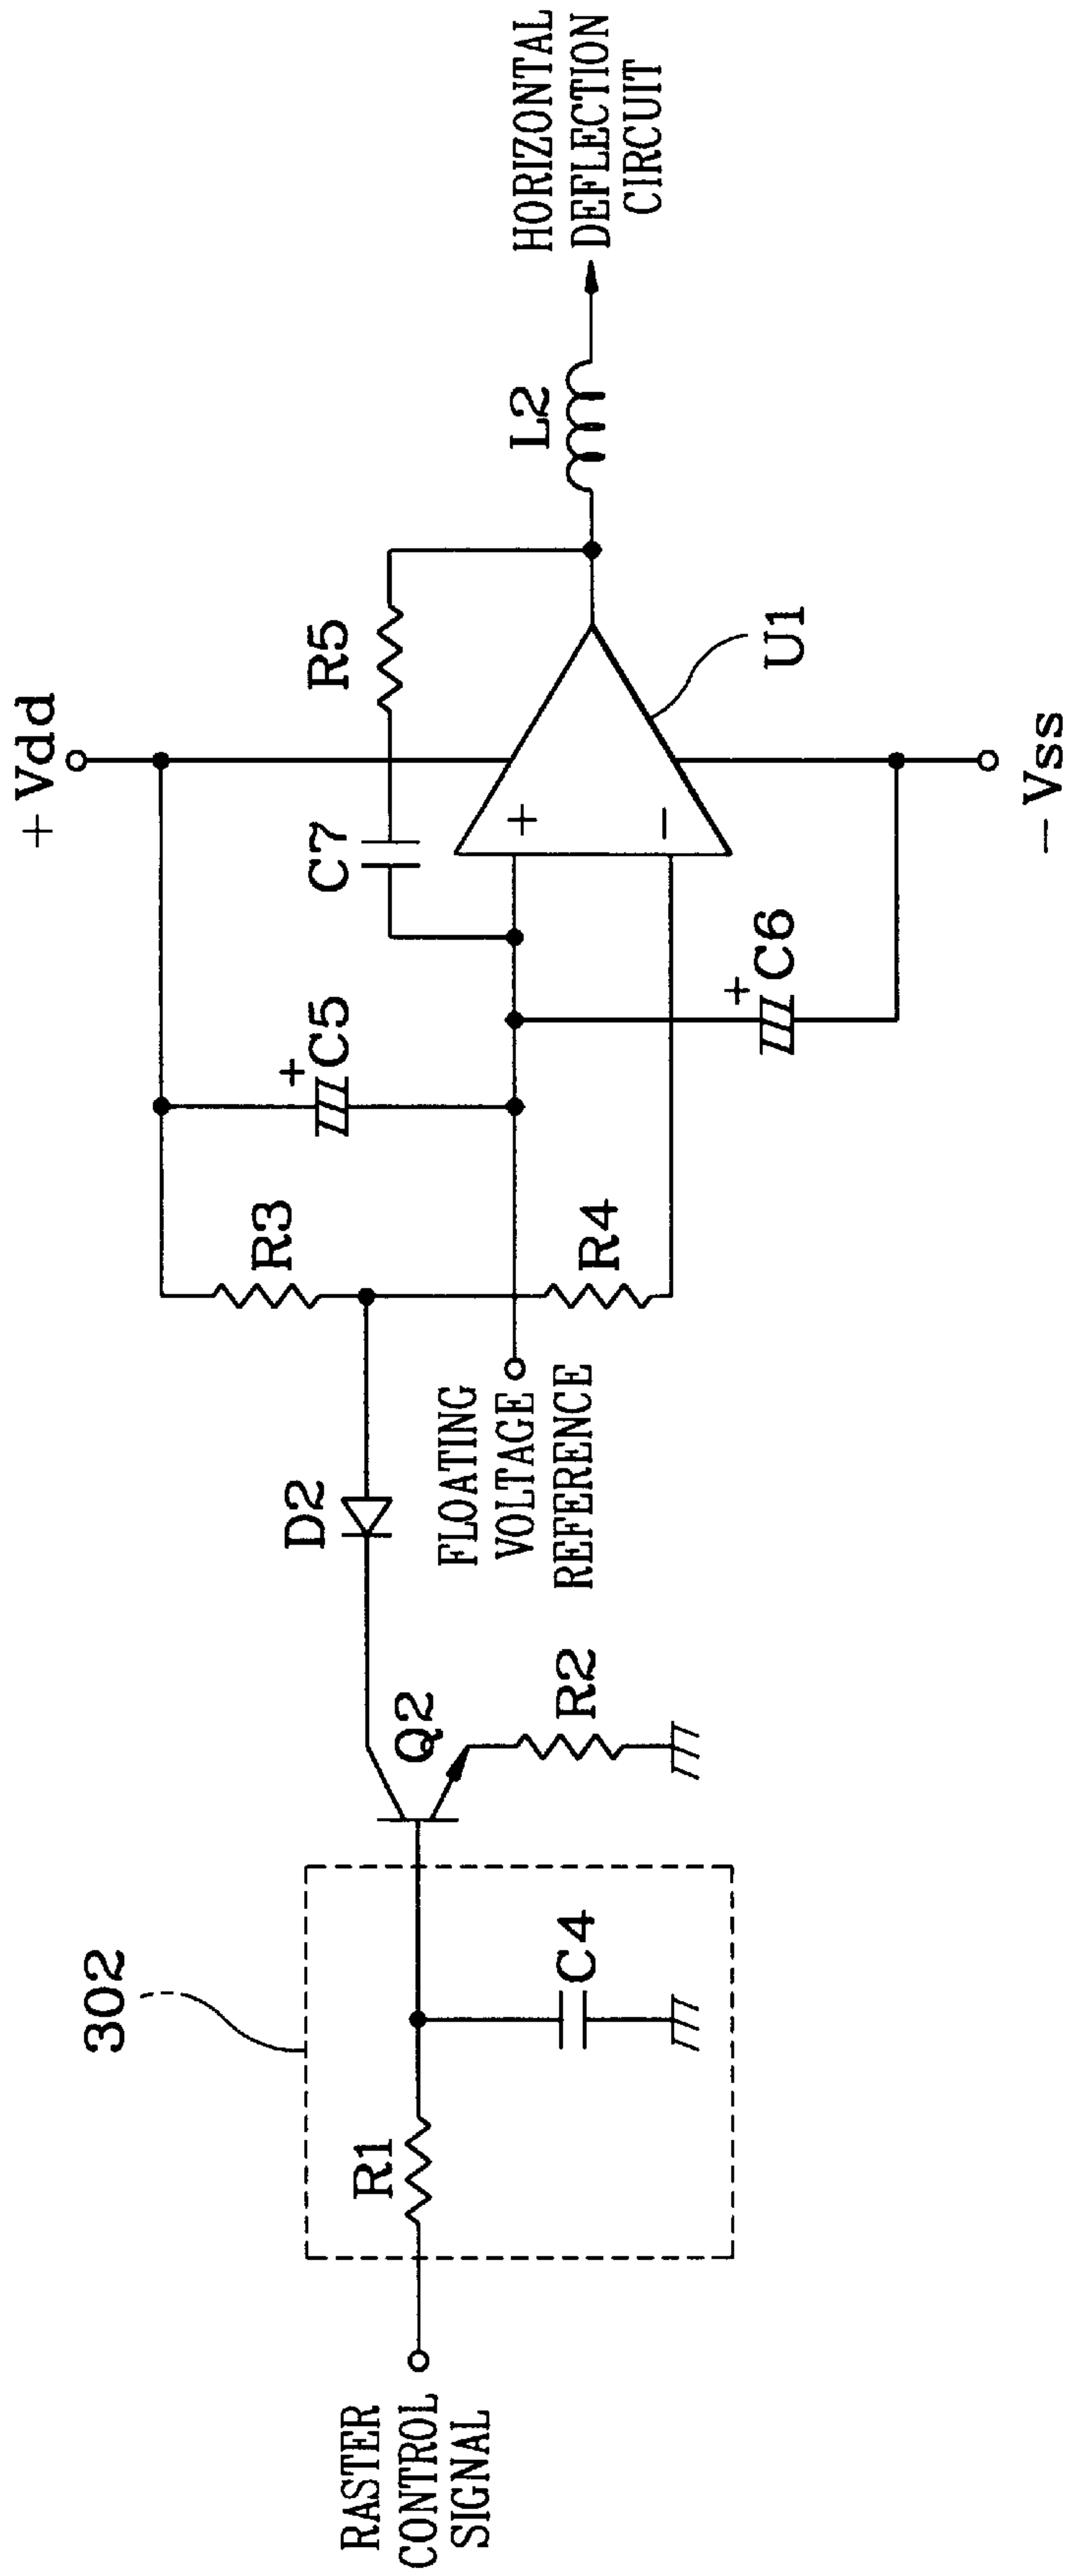 RASTER
CONTROL
SIGNAL
302
R1
C4
Q2
R2
D2
FLOATING
VOLTAGE
REFERENCE
R3
R4
+
C5
+
C6
+Vdd
C7
R5
+
−
U1
−Vss
L2
HORIZONTAL
DEFLECTION
CIRCUIT